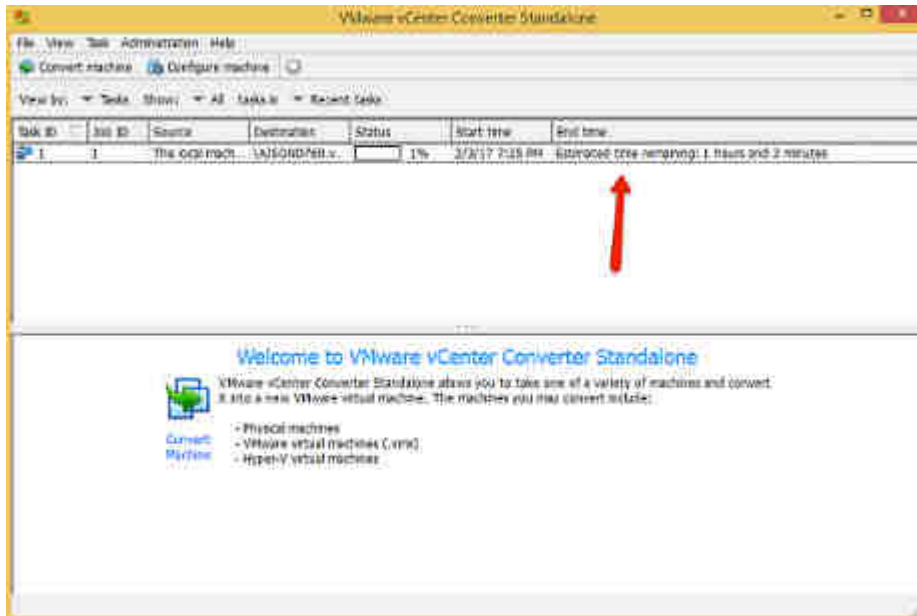 VMware vCenter Converter Standalone
File View Task Administration Help
Convert machine Configure machine
View by: Tasks Show: All tasks in Recent tasks
Task ID Job ID Source Destination Status Start time End time
1 1 The local mach... 1% 2/3/17 7:25 PM Estimated time remaining: 1 hours and 2 minutes
Welcome to VMware vCenter Converter Standalone
VMware vCenter Converter Standalone allows you to take one of a variety of machines and convert
it into a new VMware virtual machine. The machines you may convert include:
- Physical machines
- VMware virtual machines (.vmx)
- Hyper-V virtual machines
Convert
Machine